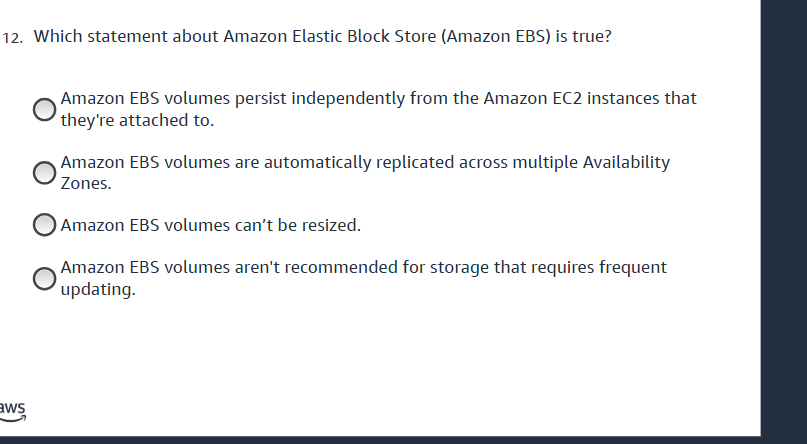 12. Which statement about Amazon Elastic Block Store (Amazon EBS) is true?
Amazon EBS volumes persist independently from the Amazon EC2 instances that
they're attached to.
Amazon EBS volumes are automatically replicated across multiple Availability
Zones.
Amazon EBS volumes can’t be resized.
Amazon EBS volumes aren't recommended for storage that requires frequent
updating.
aws